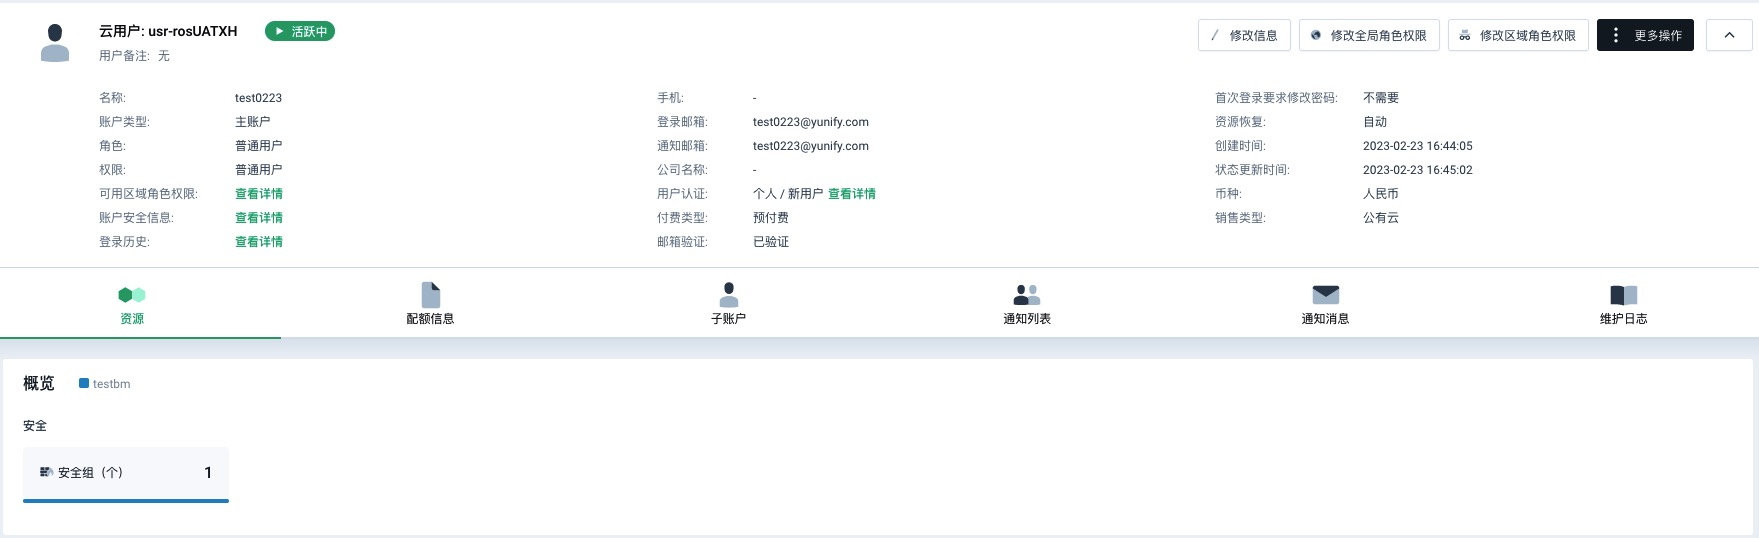 云用户: usr-rosUATXH
活跃中
修改信息
修改全局角色权限
修改区域角色权限
更多操作
用户备注: 无
名称: test0223
账户类型: 主账户
角色: 普通用户
权限: 普通用户
可用区域角色权限: 查看详情
账户安全信息: 查看详情
登录历史: 查看详情
手机: -
登录邮箱: test0223@yunify.com
通知邮箱: test0223@yunify.com
公司名称: -
用户认证: 个人 / 新用户 查看详情
付费类型: 预付费
邮箱验证: 已验证
首次登录要求修改密码: 不需要
资源恢复: 自动
创建时间: 2023-02-23 16:44:05
状态更新时间: 2023-02-23 16:45:02
币种: 人民币
销售类型: 公有云
资源
配额信息
子账户
通知列表
通知消息
维护日志
概览 testbm
安全
安全组（个） 1